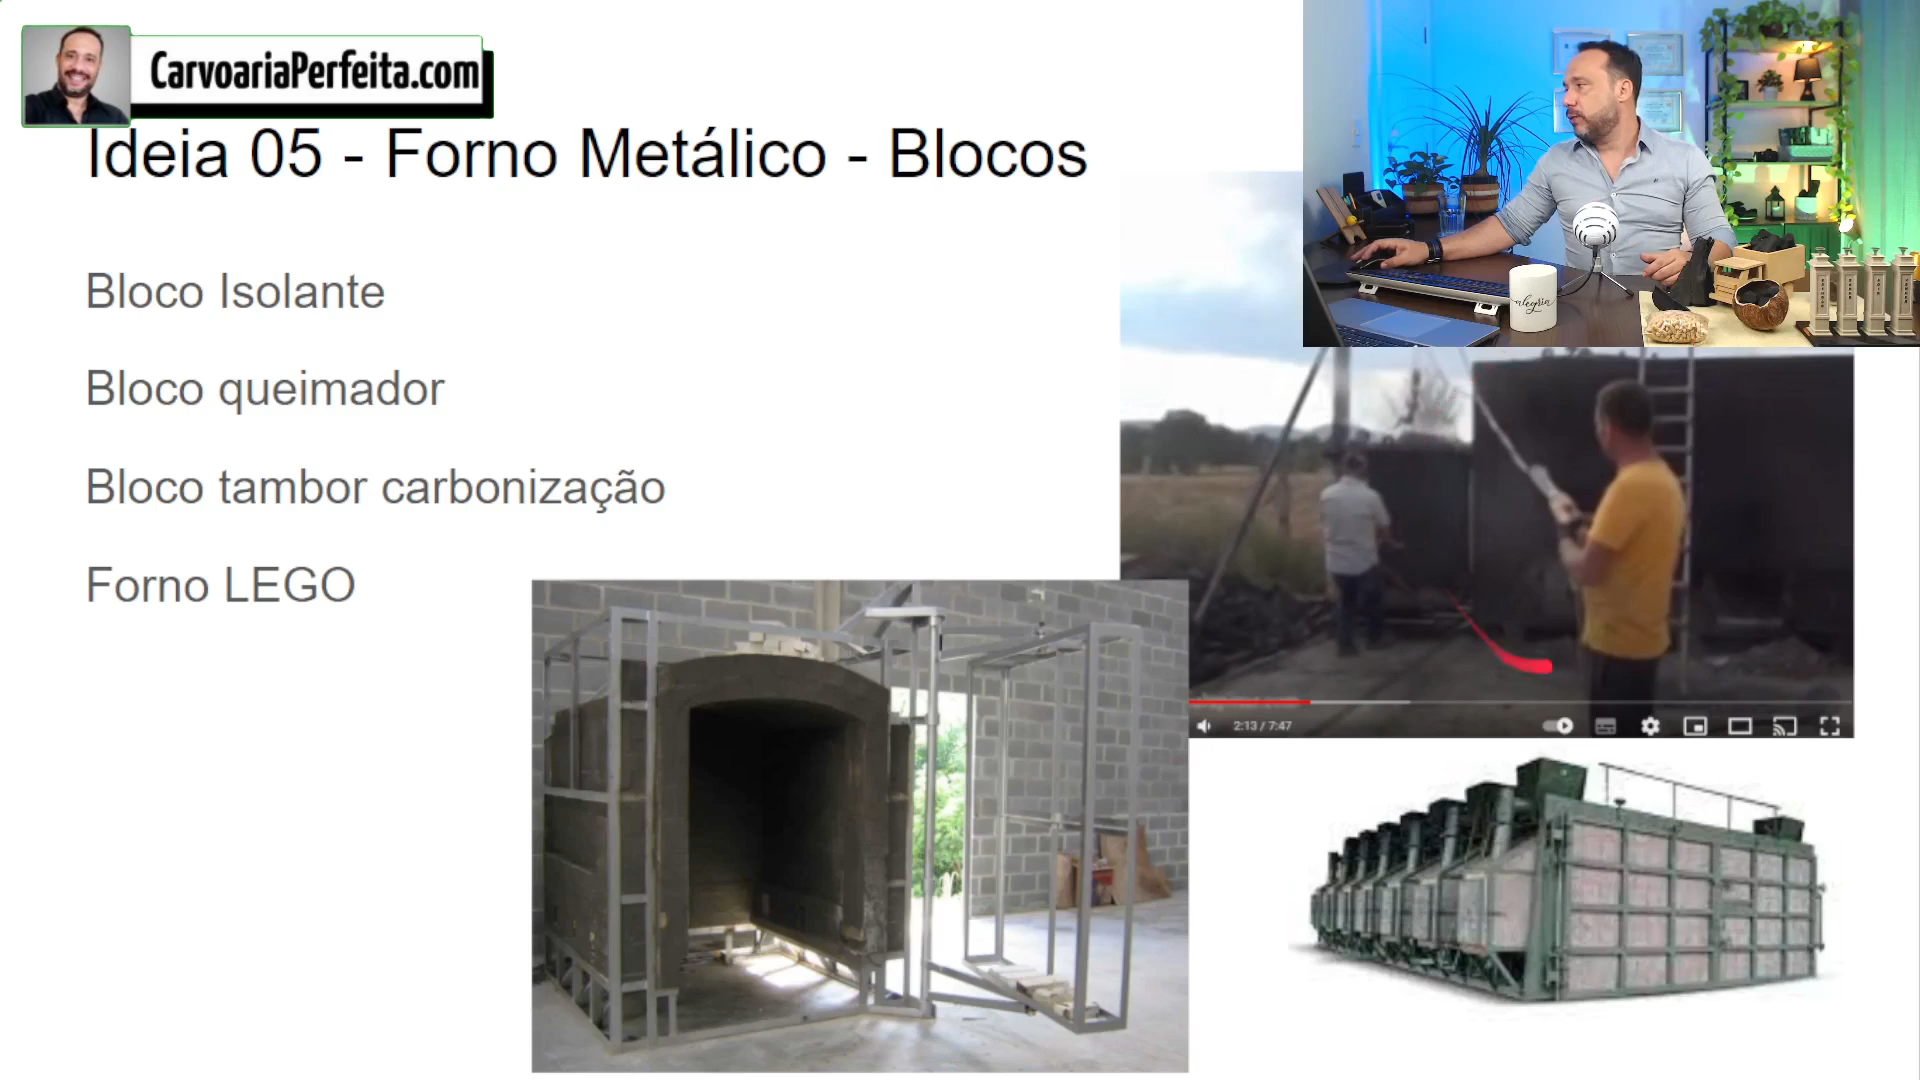 CarvoariaPerfeita.com
Ideia 05 - Forno Metálico - Blocos
Bloco Isolante
Bloco queimador
Bloco tambor carbonização
Forno LEGO
alegria
2:13 / 7:47